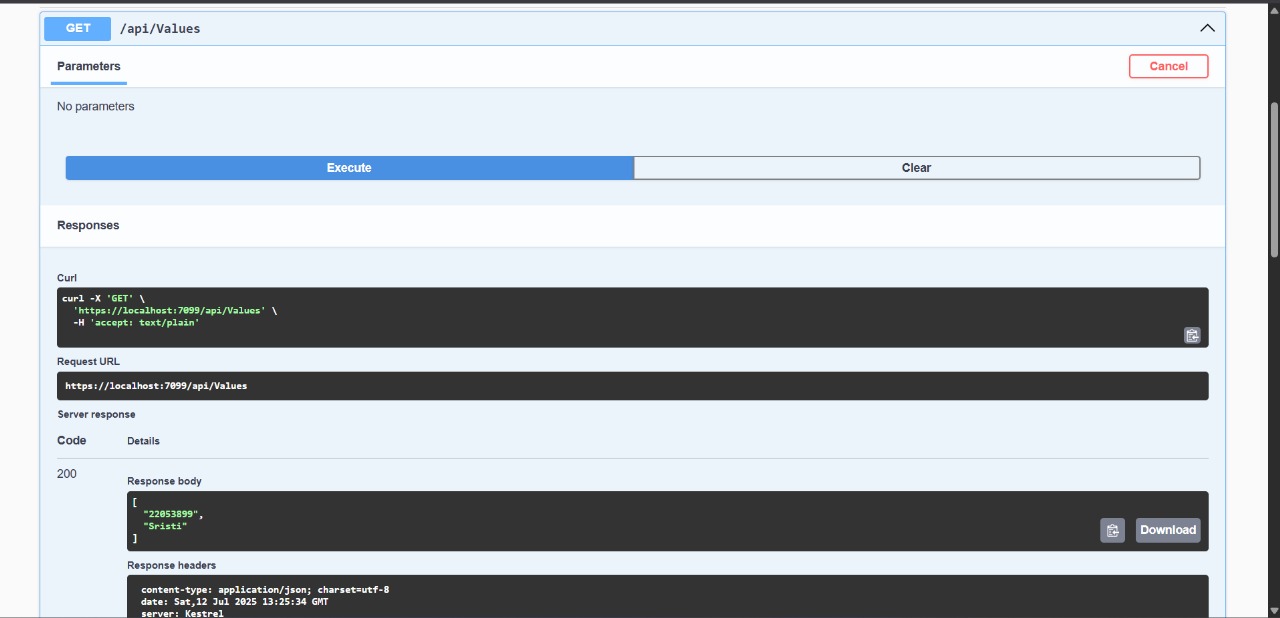 GET /api/Values
Parameters
Cancel
No parameters
Execute
Clear
Responses
Curl
curl -X 'GET' \
'https://localhost:7099/api/Values' \
-H 'accept: text/plain'
Request URL
https://localhost:7099/api/Values
Server response
Code Details
200
Response body
[
"22053899",
"Sristi"
]
Download
Response headers
content-type: application/json; charset=utf-8
date: Sat,12 Jul 2025 13:25:34 GMT
server: Kestrel